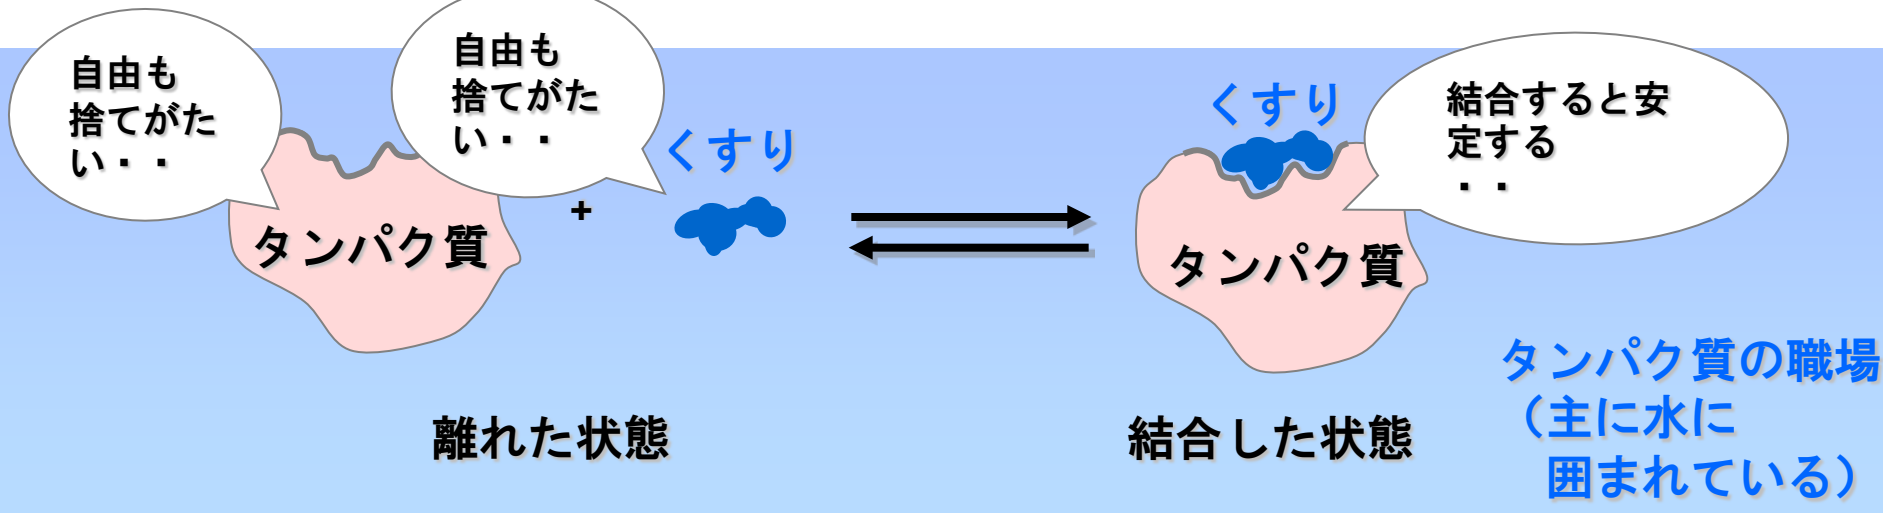 自由も
捨てがた
い・・
自由も
捨てがた
い・・
くすり
+
タンパク質
くすり
結合すると安
定する
・・
タンパク質
離れた状態
結合した状態
タンパク質の職場
（主に水に
囲まれている）